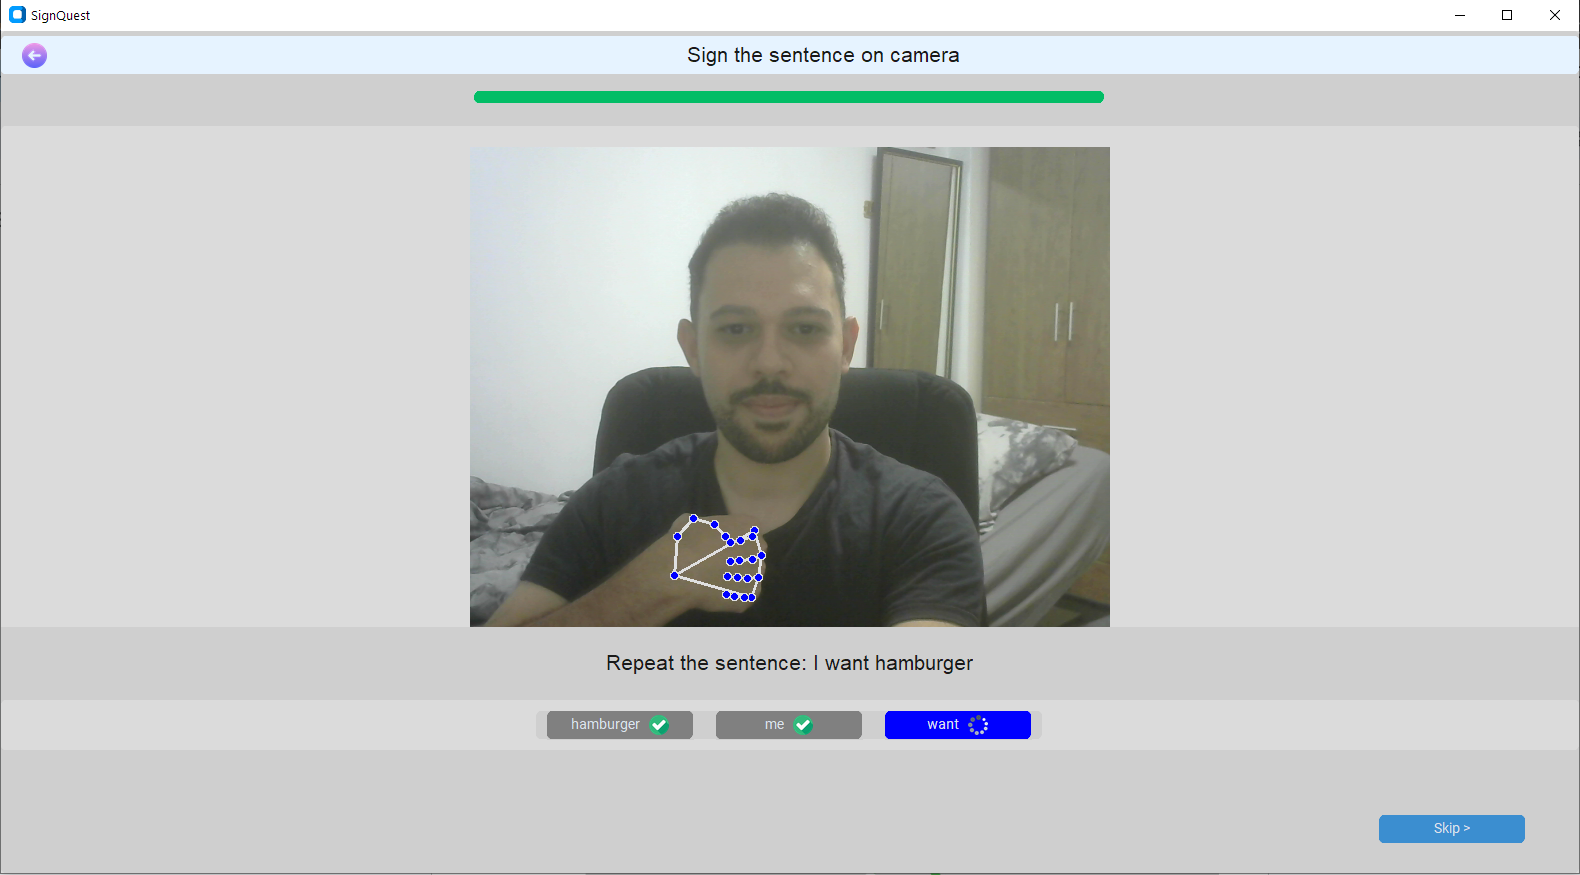 SignQuest
Sign the sentence on camera
Repeat the sentence: I want hamburger
hamburger
me
want
Skip >